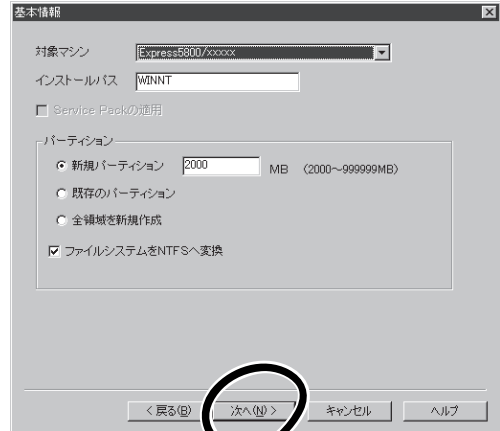 基本情報
対象マシン Express5800/xxxxx
インストールパス WINNT
Service Packの適用
パーティション
新規パーティション 2000 MB (2000～999999MB)
既存のパーティション
全領域を新規作成
ファイルシステムをNTFSへ変換
< 戻る(B) 次へ(N) > キャンセル ヘルプ